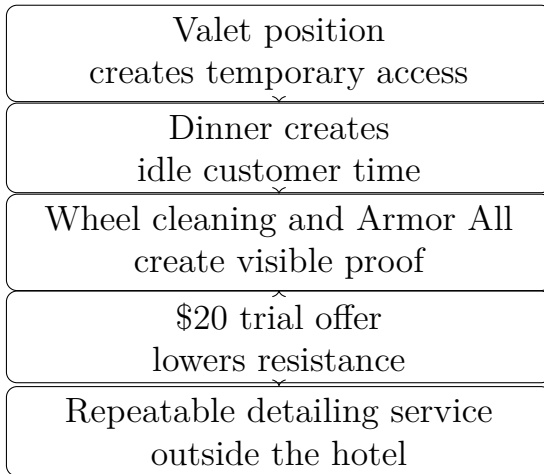 Valet position
creates temporary access
Dinner creates
idle customer time
Wheel cleaning and Armor All
create visible proof
$20 trial offer
lowers resistance
Repeatable detailing service
outside the hotel